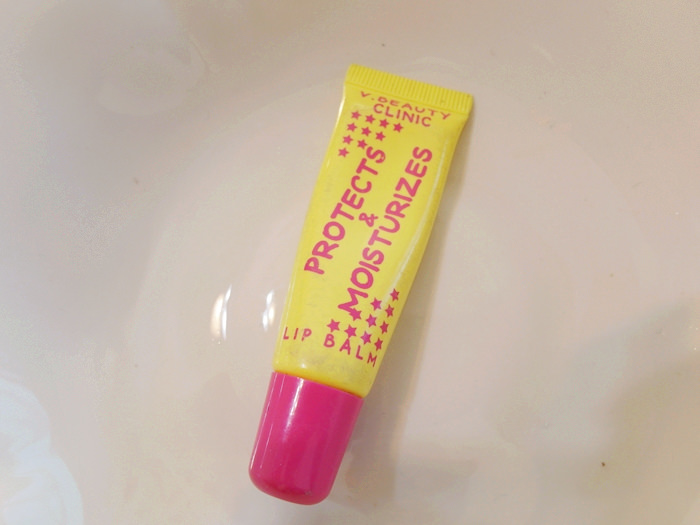 V.BEAUTY
CLINIC
PROTECTS
&
MOISTURIZES
LIP BALM